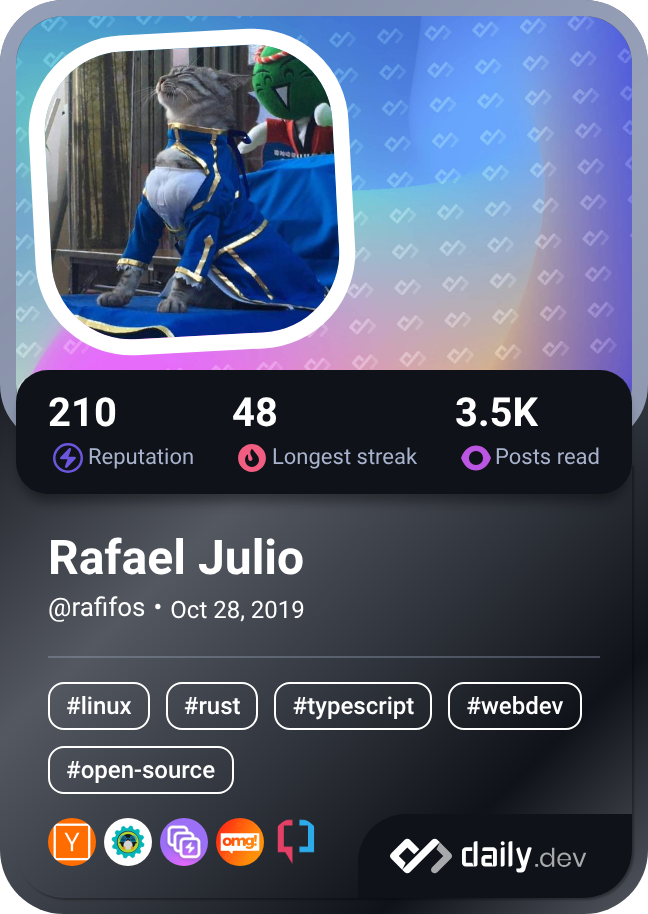 210 48 3.5K
Reputation Longest streak Posts read
Rafael Julio
@rafifos • Oct 28, 2019
#linux #rust #typescript #webdev
#open-source
Y omg!
daily.dev